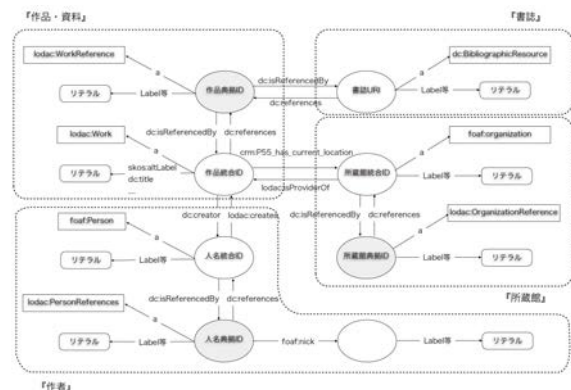 『作品・資料』
『書誌』
lodac:WorkReference
dc:BibliographicResource
a
dc:isReferencedBy
a
リテラル
Label等
作品典拠ID
書誌URI
Label等
リテラル
dc:references
lodac:Work
dc:isReferencedBy
dc:references
foaf:organization
a
crm:P55_has_current_location
a
リテラル
skos:altLabel
dc:title
作品統合ID
所蔵館統合ID
Label等
リテラル
lodac:isProviderOf
dc:creator
lodac:creates
dc:isReferencedBy
dc:references
foaf:Person
lodac:OrganizationReference
a
a
リテラル
Label等
人名統合ID
所蔵館典拠ID
Label等
リテラル
lodac:PersonReferences
dc:isReferencedBy
dc:references
『所蔵館』
a
リテラル
Label等
人名典拠ID
foaf:nick
Label等
リテラル
『作者』